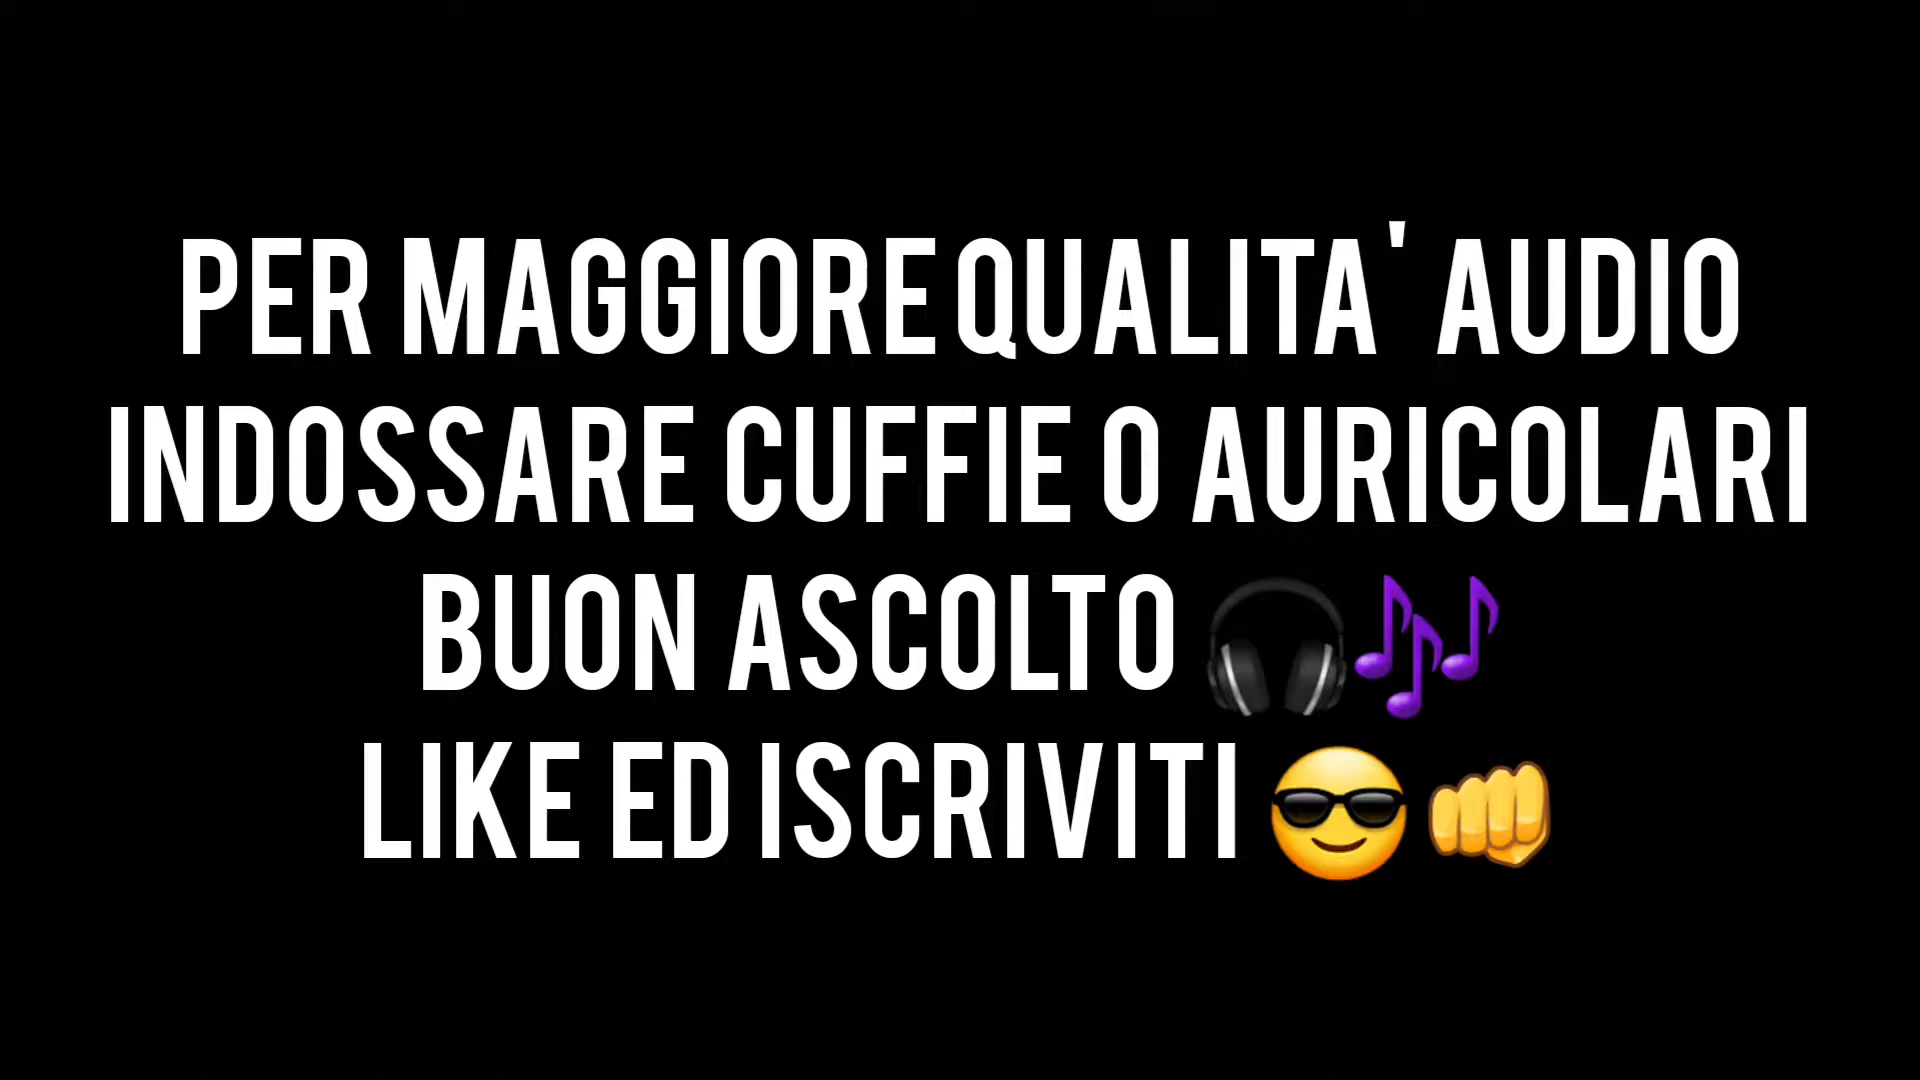 PER MAGGIORE QUALITA' AUDIO
INDOSSARE CUFFIE O AURICOLARI
BUON ASCOLTO 🎧🎶
LIKE ED ISCRIVITI 😎👊